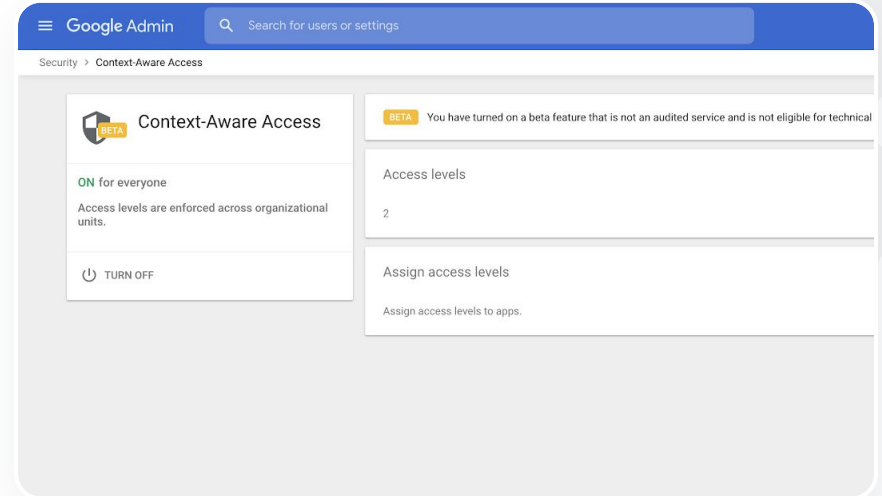 Google Admin
Search for users or settings
Security > Context-Aware Access
BETA
Context-Aware Access
ON for everyone
Access levels are enforced across organizational
units.
TURN OFF
BETA You have turned on a beta feature that is not an audited service and is not eligible for technical
Access levels
2
Assign access levels
Assign access levels to apps.